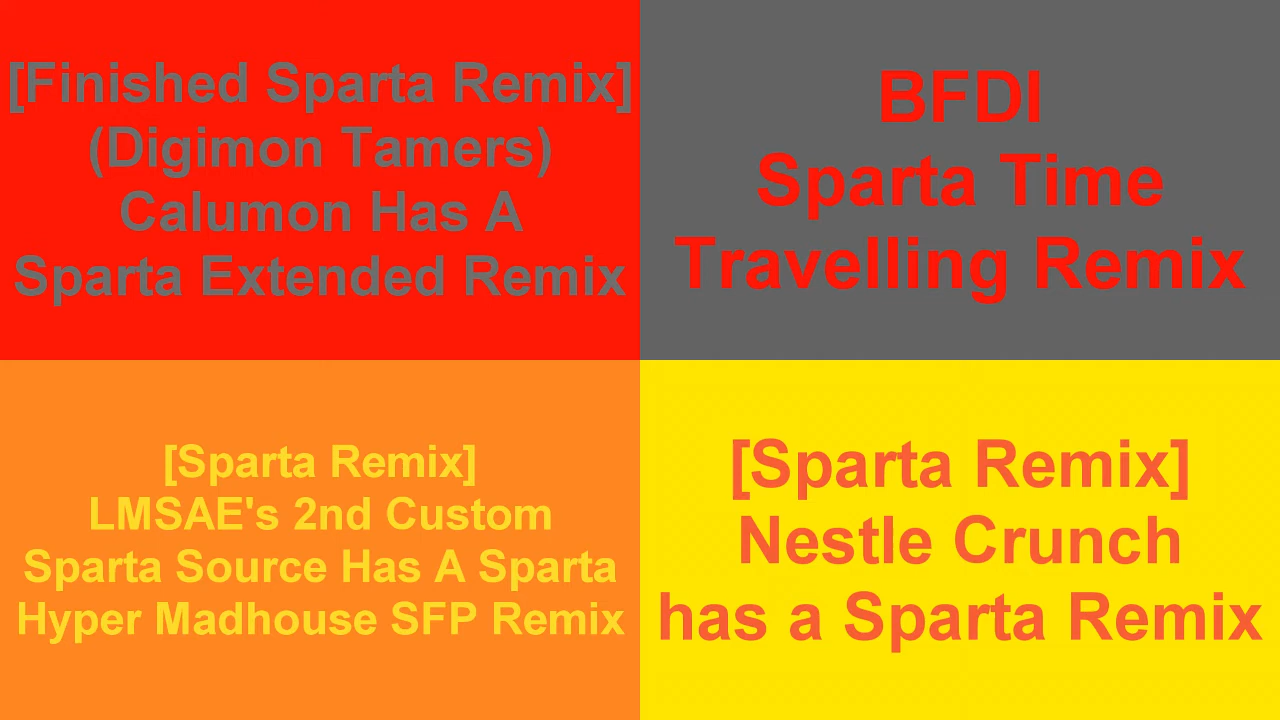 [Finished Sparta Remix]
(Digimon Tamers)
Calumon Has A
Sparta Extended Remix
BFDI
Sparta Time
Travelling Remix
[Sparta Remix]
LMSAE's 2nd Custom
Sparta Source Has A Sparta
Hyper Madhouse SFP Remix
[Sparta Remix]
Nestle Crunch
has a Sparta Remix